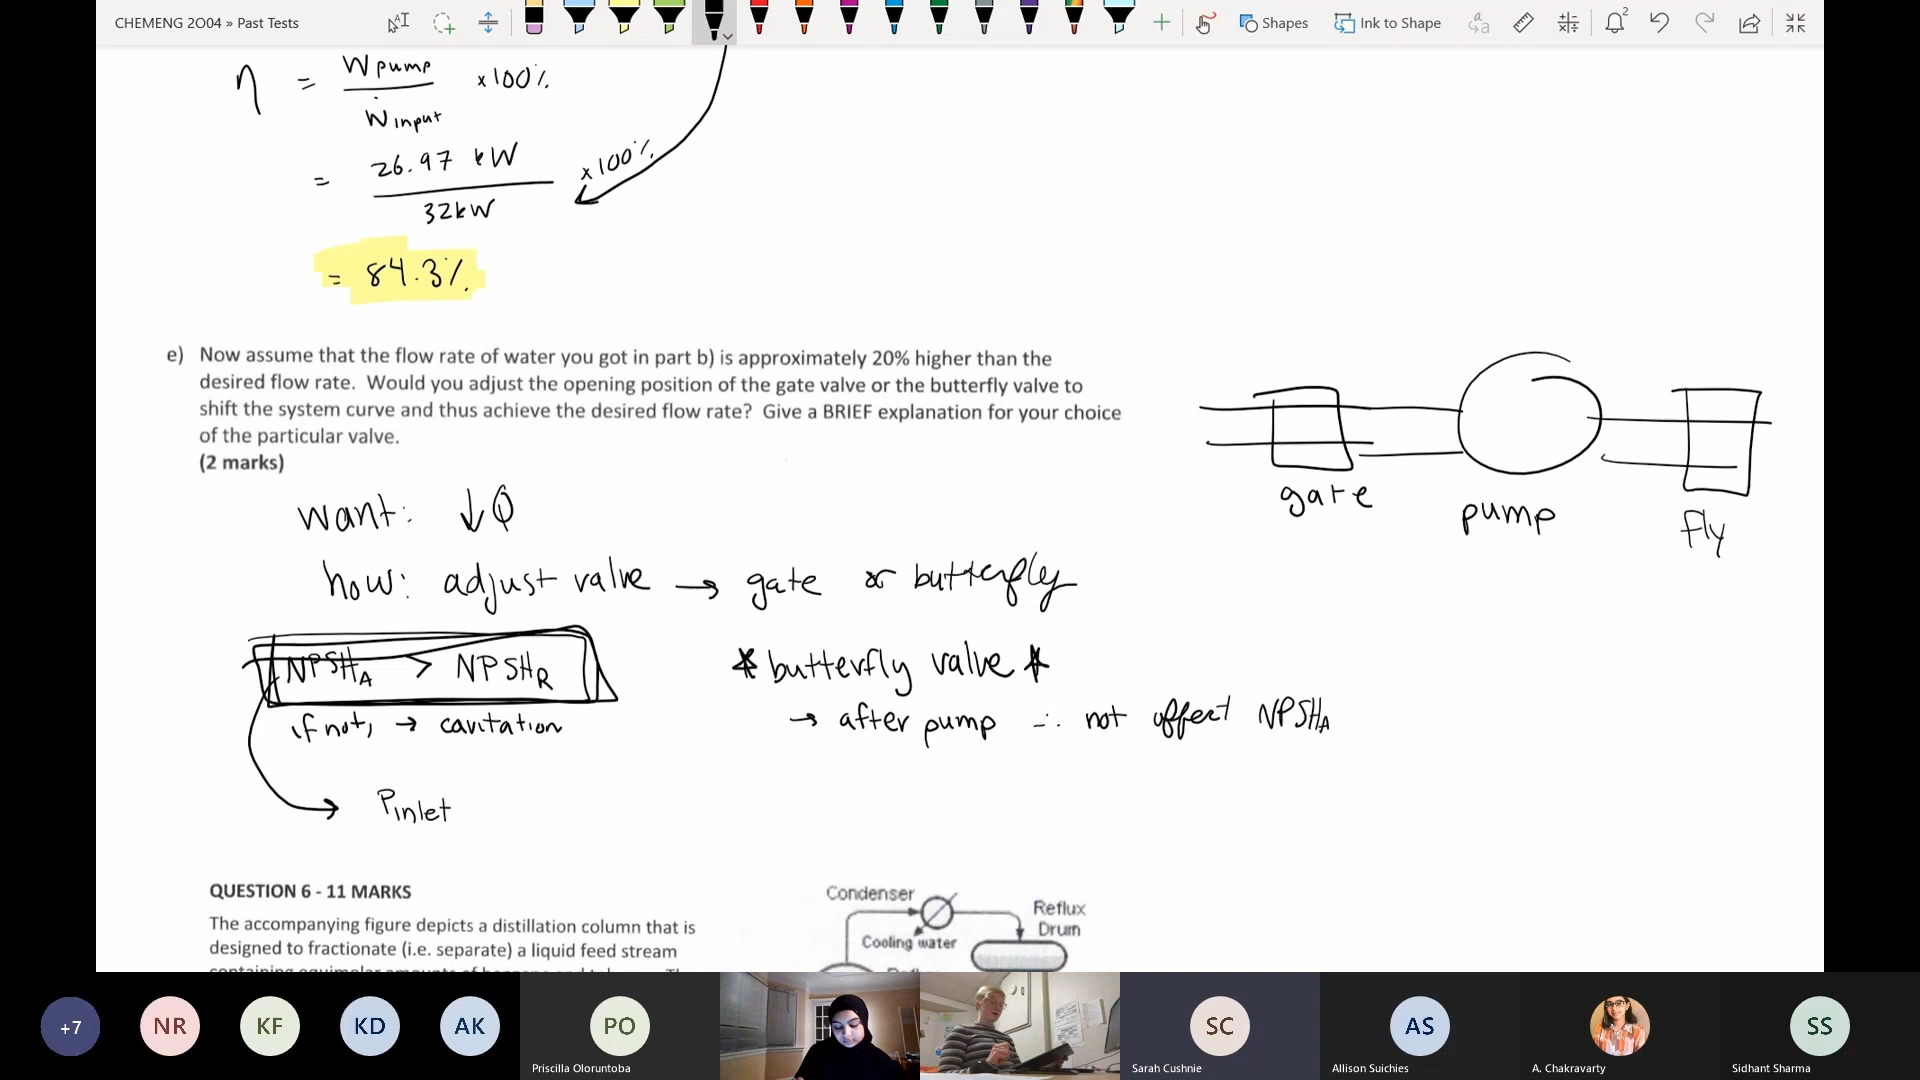 CHEMENG 2O04 » Past Tests
Shapes
Ink to Shape
2
η = Wpump / Ẇinput ×100%
= 26.97 kW / 32kW ×100%
= 84.3%
e) Now assume that the flow rate of water you got in part b) is approximately 20% higher than the
desired flow rate. Would you adjust the opening position of the gate valve or the butterfly valve to
shift the system curve and thus achieve the desired flow rate? Give a BRIEF explanation for your choice
of the particular valve.
(2 marks)
gate
pump
fly
want: ↓Q
how: adjust valve → gate or butterfly
NPSHA > NPSHR
if not, → cavitation
Pinlet
* butterfly valve *
→ after pump ∴ not affect NPSHA
QUESTION 6 - 11 MARKS
The accompanying figure depicts a distillation column that is
designed to fractionate (i.e. separate) a liquid feed stream
Condenser
Cooling water
Reflux
Drum
+7
NR
KF
KD
AK
PO
Priscilla Oloruntoba
SC
Sarah Cushnie
AS
Allison Suichies
A. Chakravarty
SS
Sidhant Sharma